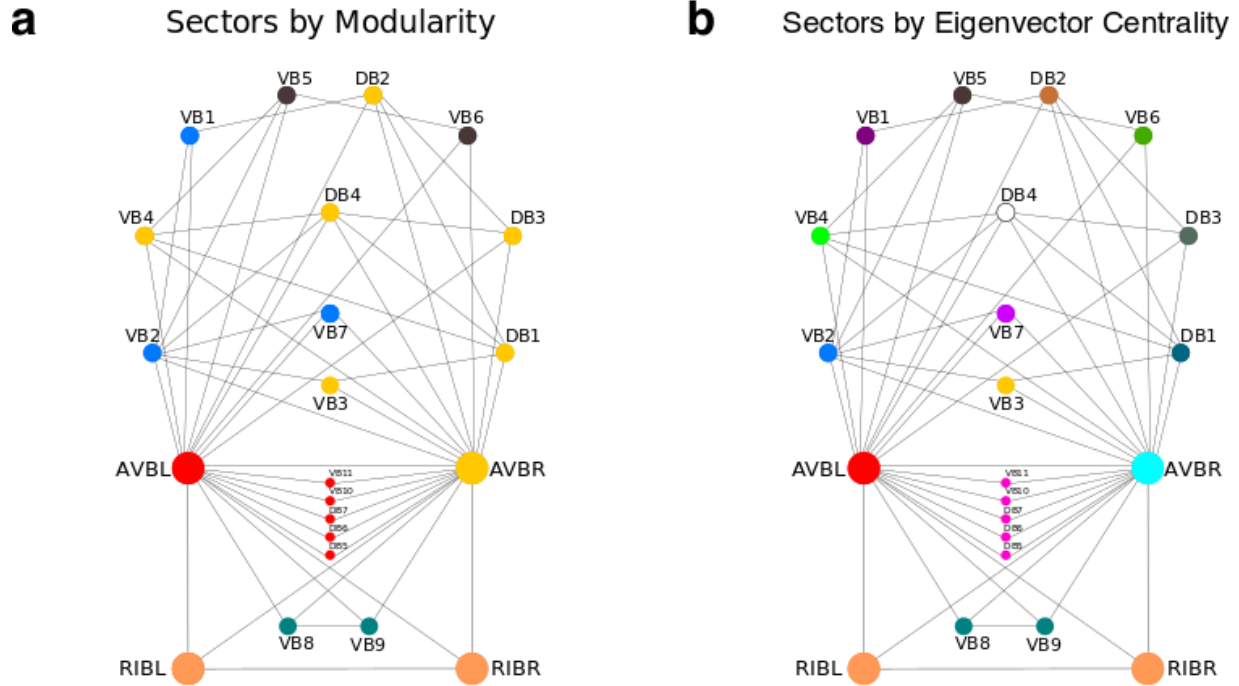 a Sectors by Modularity
VB5 DB2
VB1 VB6
DB4
VB4 DB3
VB7
VB2 DB1
VB3
AVBL AVBR
VB11
VB10
DB7
DB6
DB5
VB8 VB9
RIBL RIBR
b Sectors by Eigenvector Centrality
VB5 DB2
VB1 VB6
DB4
VB4 DB3
VB7
VB2 DB1
VB3
AVBL AVBR
VB11
VB10
DB7
DB6
DB5
VB8 VB9
RIBL RIBR